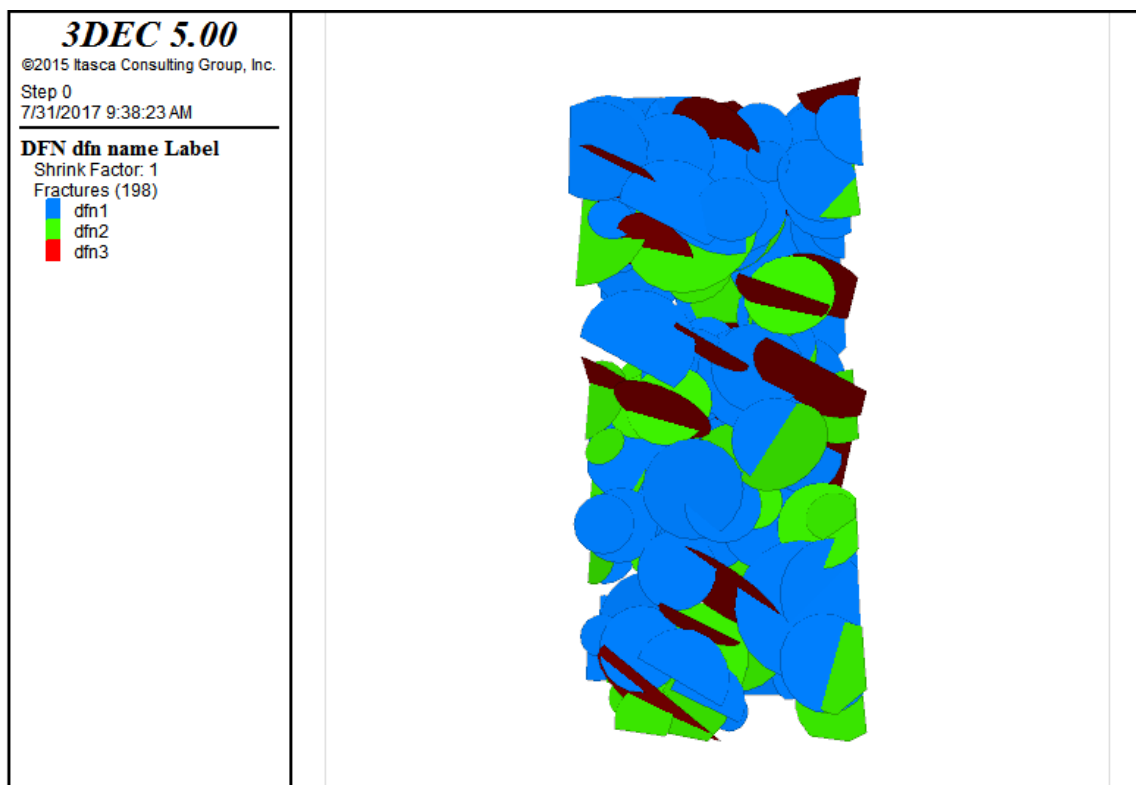 3DEC 5.00
©2015 Itasca Consulting Group, Inc.
Step 0
7/31/2017 9:38:23 AM
DFN dfn name Label
Shrink Factor: 1
Fractures (198)
dfn1
dfn2
dfn3